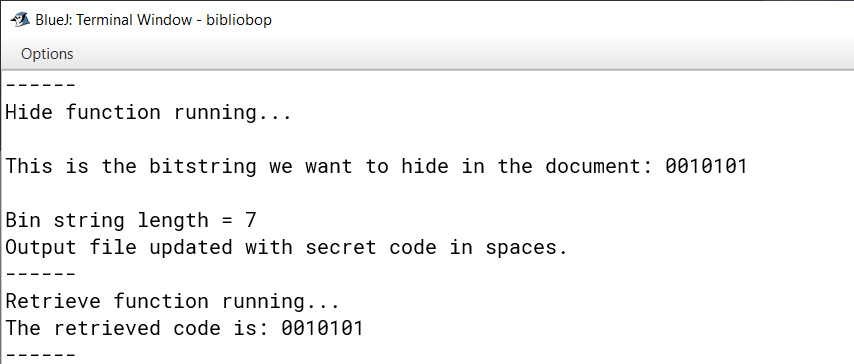 BlueJ: Terminal Window - bibliobop
Options
------
Hide function running...
This is the bitstring we want to hide in the document: 0010101
Bin string length = 7
Output file updated with secret code in spaces.
------
Retrieve function running...
The retrieved code is: 0010101
------